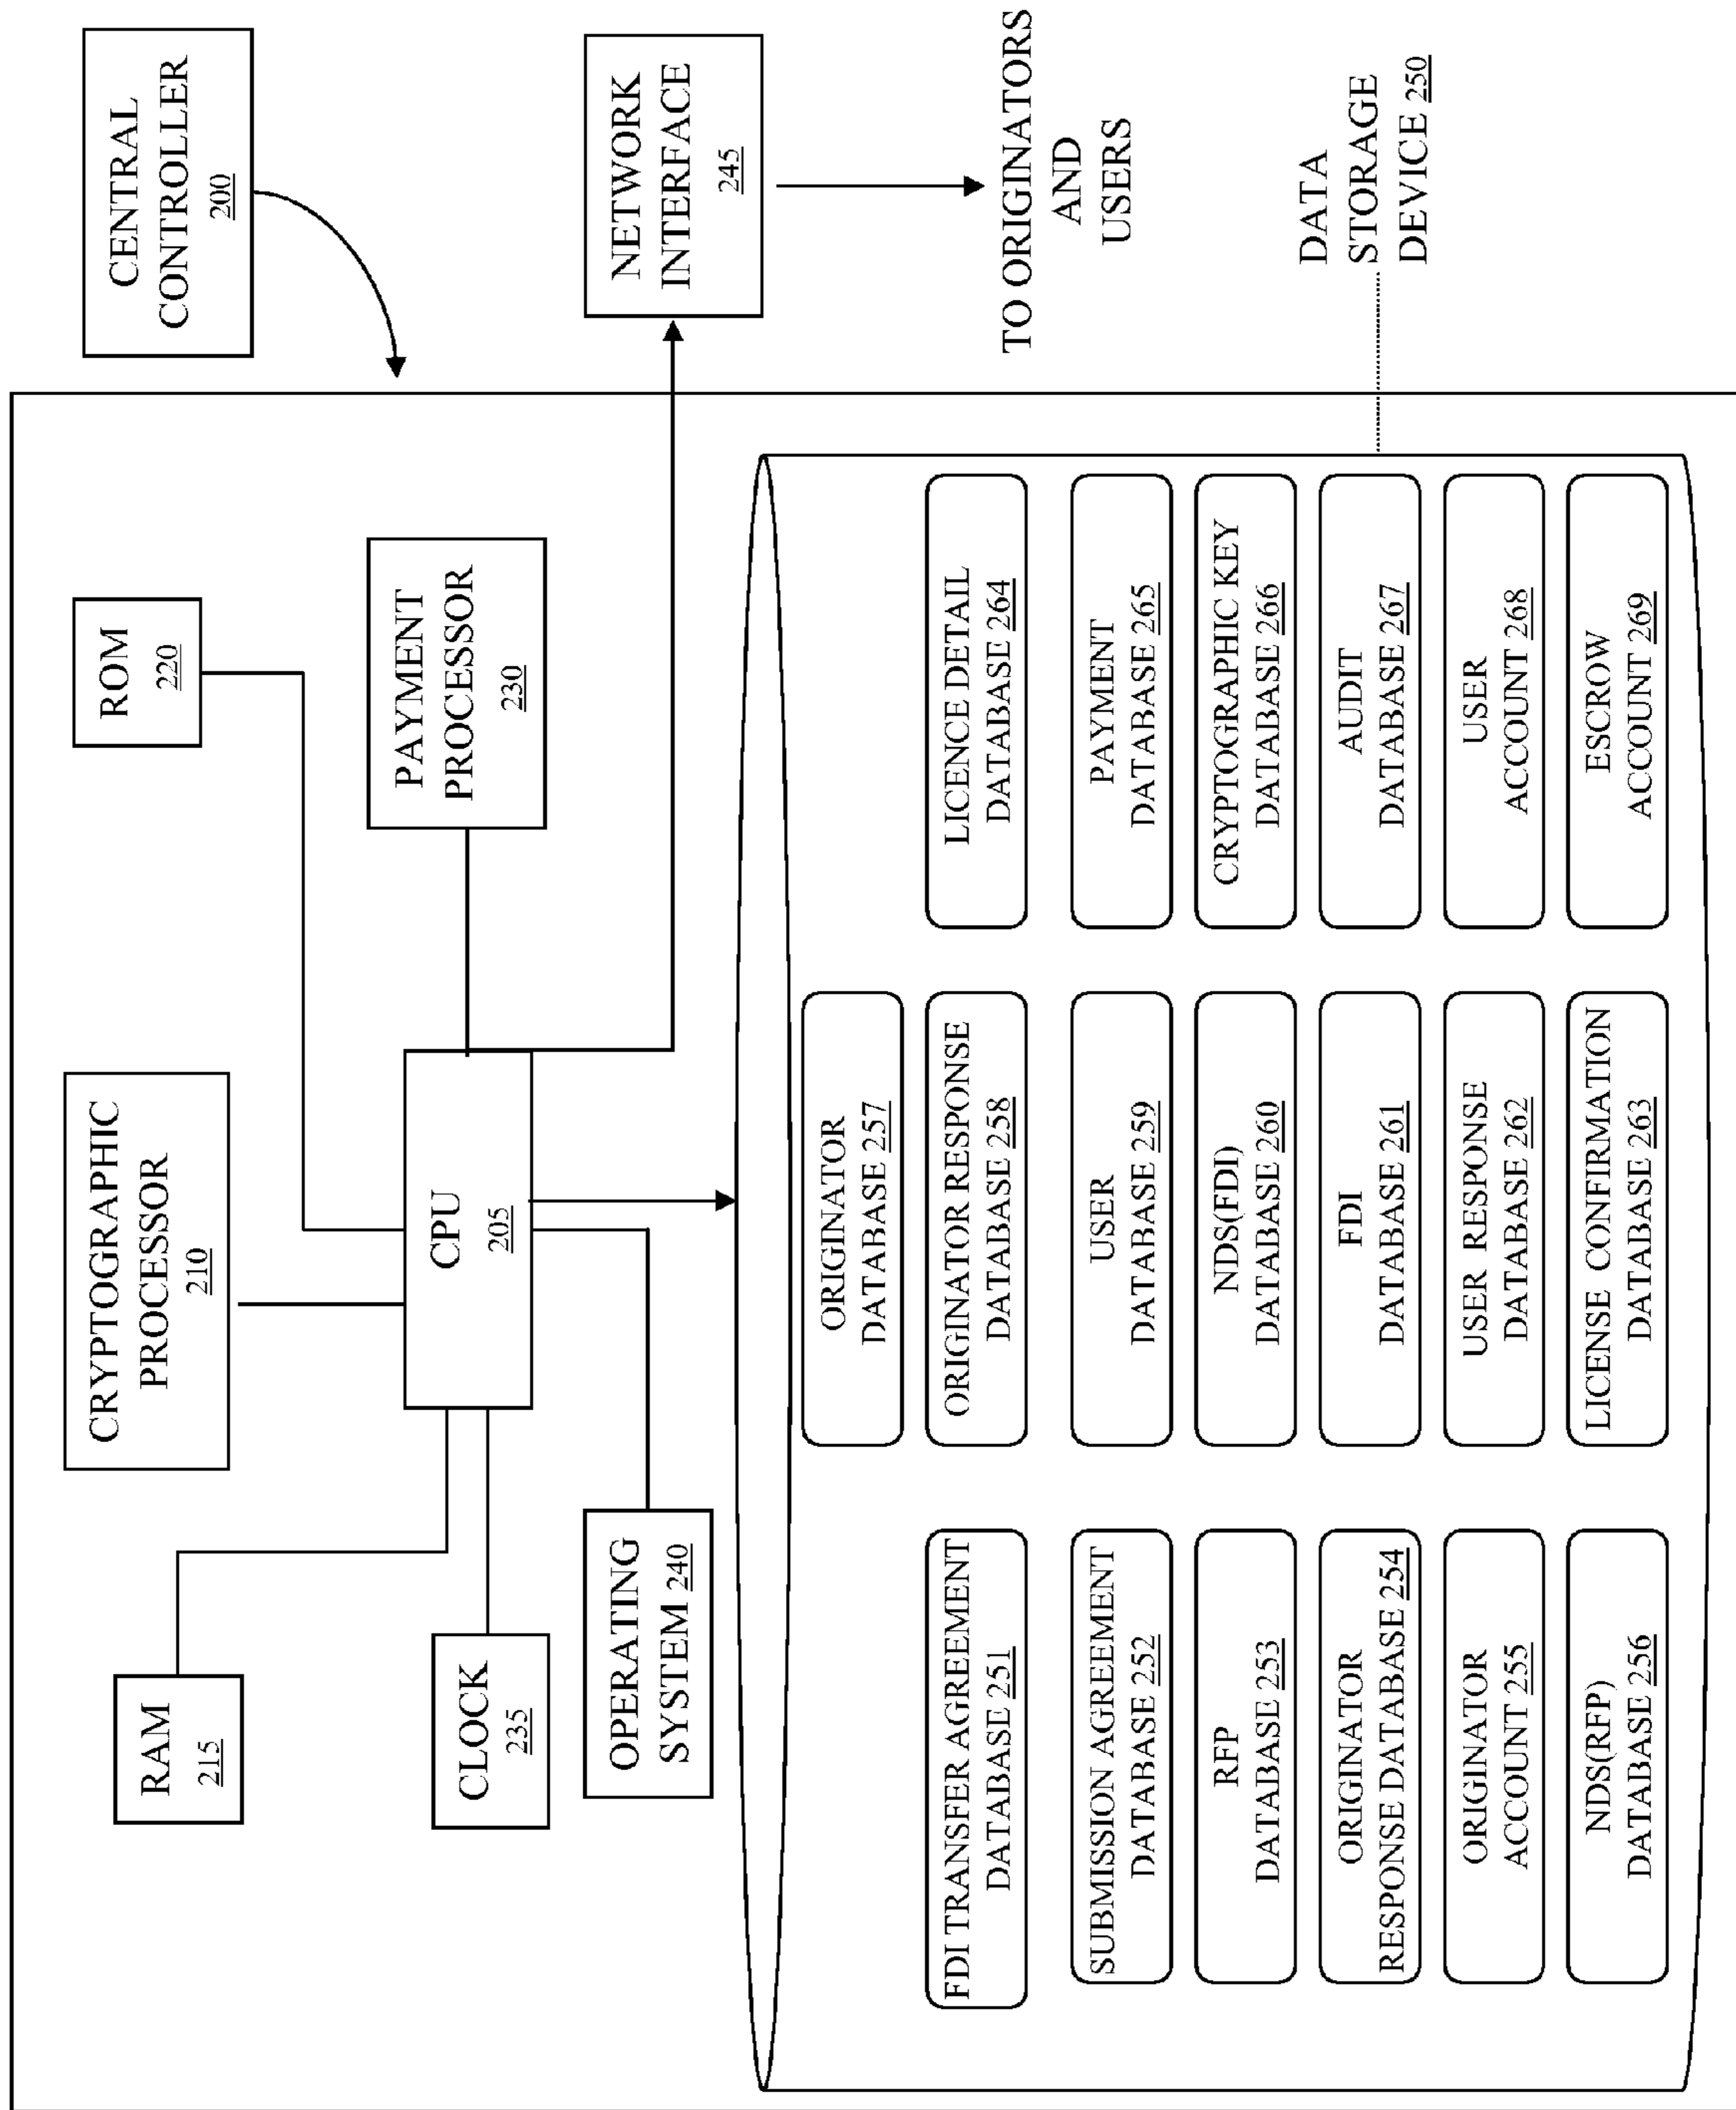 CENTRAL
CONTROLLER
200
RAM
215
CRYPTOGRAPHIC
PROCESSOR
210
ROM
220
CLOCK
235
CPU
205
PAYMENT
PROCESSOR
230
OPERATING
SYSTEM 240
NETWORK
INTERFACE
245
TO ORIGINATORS
AND
USERS
DATA
STORAGE
DEVICE 250
FDI TRANSFER AGREEMENT
DATABASE 251
SUBMISSION AGREEMENT
DATABASE 252
RFP
DATABASE 253
ORIGINATOR
RESPONSE DATABASE 254
ORIGINATOR
ACCOUNT 255
NDS(RFP)
DATABASE 256
ORIGINATOR
DATABASE 257
ORIGINATOR RESPONSE
DATABASE 258
USER
DATABASE 259
NDS(FDI)
DATABASE 260
FDI
DATABASE 261
USER RESPONSE
DATABASE 262
LICENSE CONFIRMATION
DATABASE 263
LICENCE DETAIL
DATABASE 264
PAYMENT
DATABASE 265
CRYPTOGRAPHIC KEY
DATABASE 266
AUDIT
DATABASE 267
USER
ACCOUNT 268
ESCROW
ACCOUNT 269